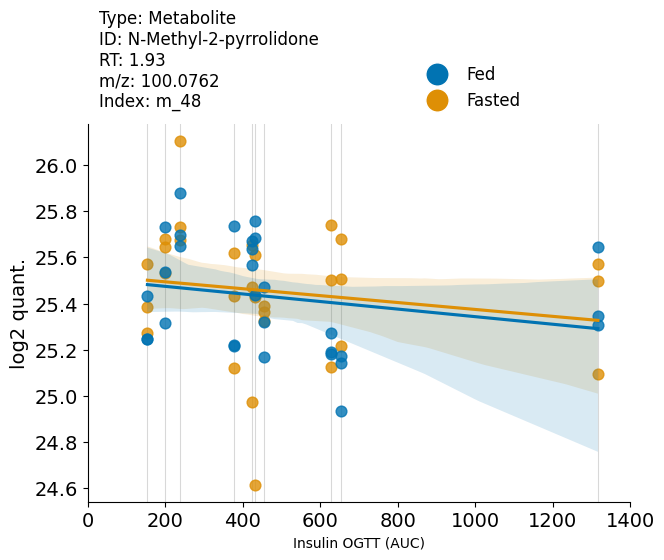 Type: Metabolite
ID: N-Methyl-2-pyrrolidone
RT: 1.93
m/z: 100.0762
Index: m_48
Fed
Fasted
26.0
25.8
25.6
25.4
25.2
25.0
24.8
24.6
log2 quant.
0 200 400 600 800 1000 1200 1400
Insulin OGTT (AUC)